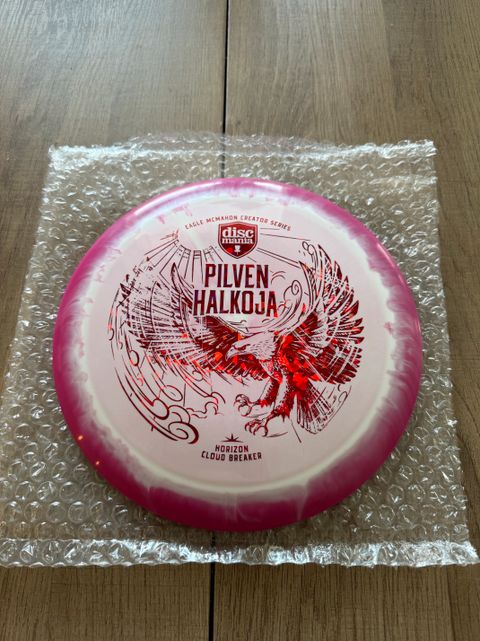 EAGLE MCMAHON CREATOR SERIES
disc
mania
PILVEN
HALKOJA
HORIZON
CLOUD BREAKER